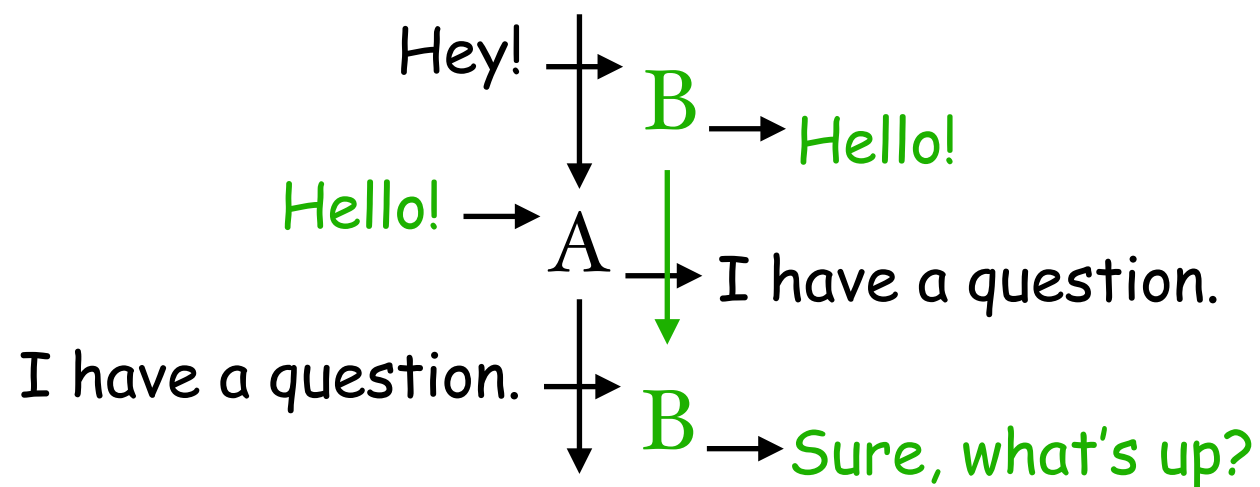 Hey!
B
Hello!
Hello!
A
I have a question.
I have a question.
B
Sure, what's up?